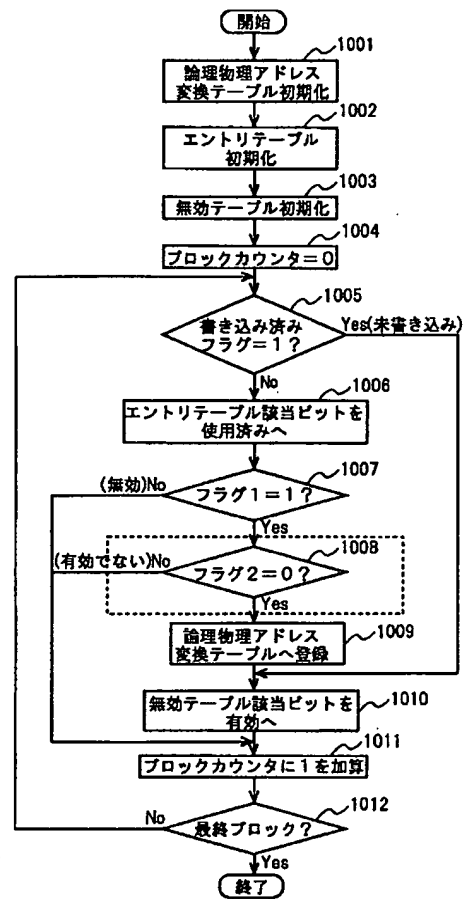 開始
1001
論理物理アドレス
変換テーブル初期化
1002
エントリテーブル
初期化
1003
無効テーブル初期化
1004
ブロックカウンタ=0
1005
書き込み済み
フラグ=1?
Yes(未書き込み)
No
1006
エントリテーブル該当ビットを
使用済みへ
1007
(無効)No
フラグ1=1?
Yes
1008
(有効でない)No
フラグ2=0?
Yes
1009
論理物理アドレス
変換テーブルへ登録
1010
無効テーブル該当ビットを
有効へ
1011
ブロックカウンタに1を加算
1012
No
最終ブロック?
Yes
終了